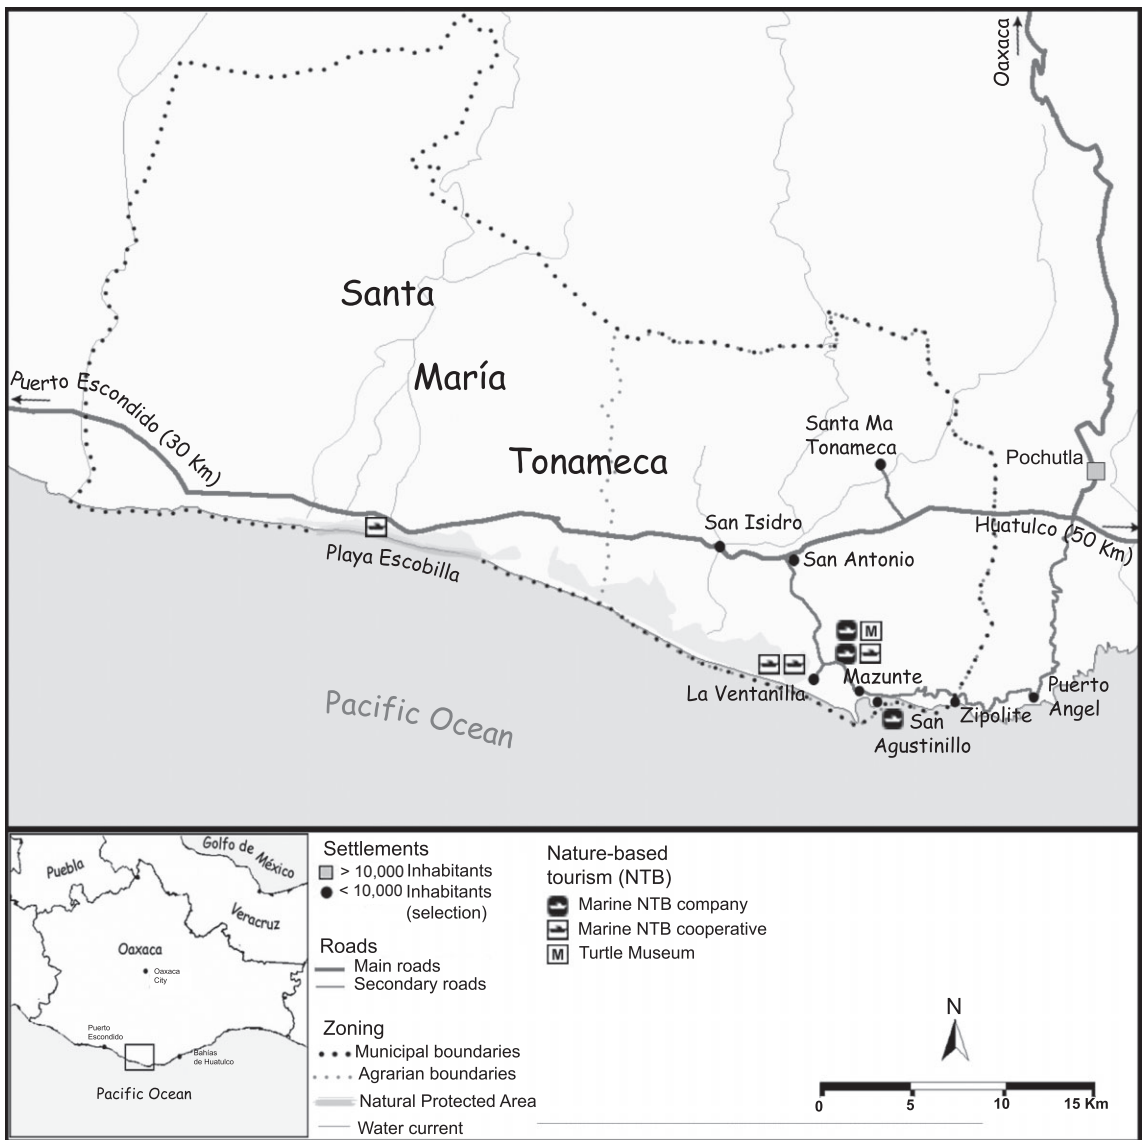 Oaxaca
Santa
María
Tonameca
Puerto Escondido (30 Km)
Santa Ma
Tonameca
Pochutla
San Isidro
Huatulco (50 Km)
Playa Escobilla
San Antonio
M
Mazunte
La Ventanilla
Puerto
Angel
Zipolite
San
Agustinillo
Pacific Ocean
Golfo de México
Puebla
Veracruz
Oaxaca
Oaxaca
City
Puerto
Escondido
Bahías
de Huatulco
Pacific Ocean
Settlements
> 10,000 Inhabitants
< 10,000 Inhabitants
(selection)
Roads
Main roads
Secondary roads
Zoning
Municipal boundaries
Agrarian boundaries
Natural Protected Area
Water current
Nature-based
tourism (NTB)
Marine NTB company
Marine NTB cooperative
M Turtle Museum
N
0 5 10 15 Km